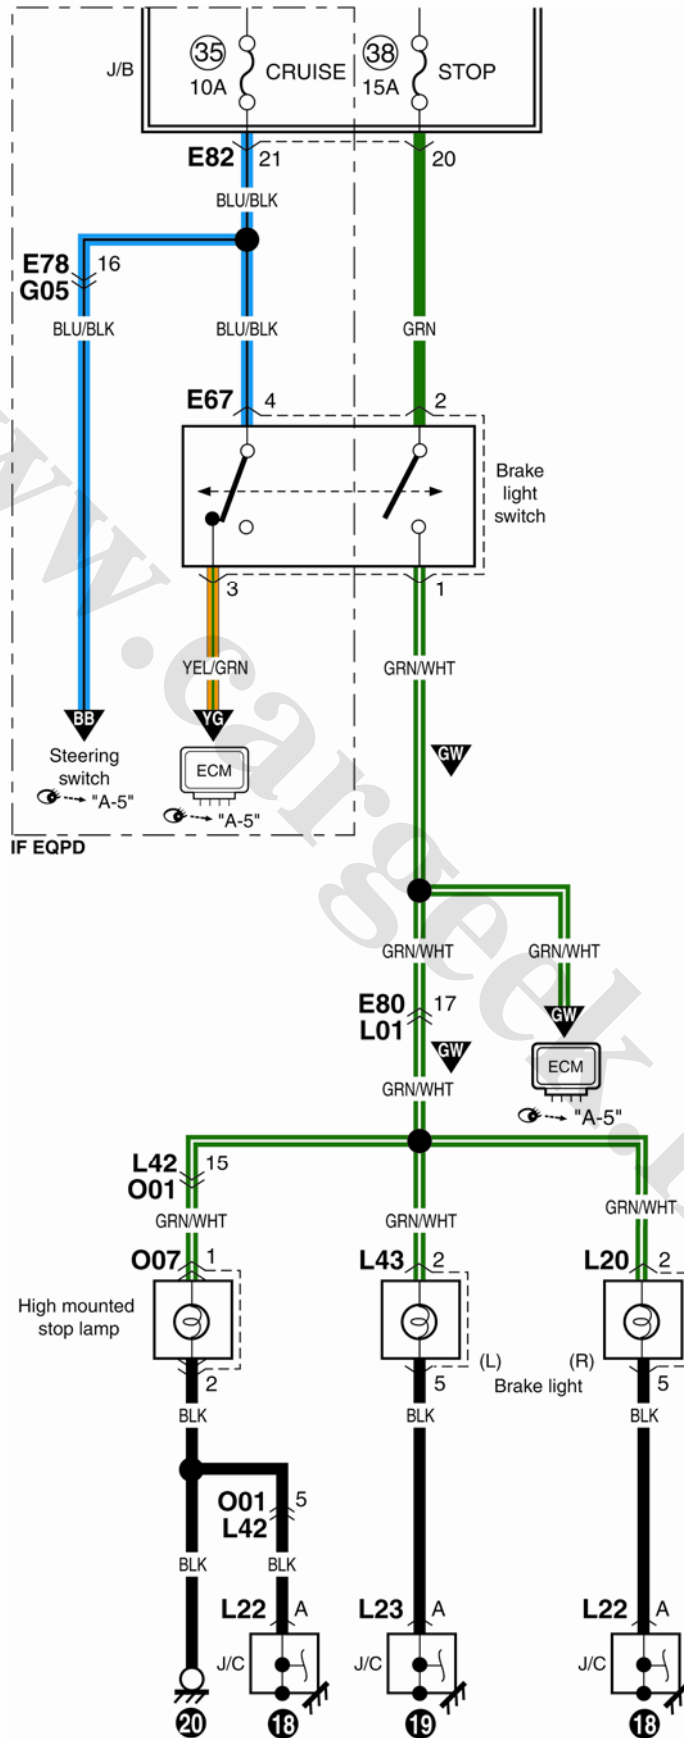 J/B
35
10A
CRUISE
38
15A
STOP
E82 21
20
BLU/BLK
E78 16
G05
BLU/BLK
BLU/BLK
GRN
E67 4
2
Brake
light
switch
3
1
YEL/GRN
GRN/WHT
BB
YG
GW
Steering
switch
"A-5"
ECM
"A-5"
IF EQPD
GRN/WHT
GRN/WHT
E80 17
L01
GW
GW
ECM
GRN/WHT
"A-5"
L42 15
O01
GRN/WHT
GRN/WHT
GRN/WHT
O07 1
L43 2
L20 2
High mounted
stop lamp
(L)
(R)
Brake light
2
5
5
BLK
BLK
BLK
O01 5
L42
BLK
BLK
L22 A
L23 A
L22 A
J/C
J/C
J/C
20
18
19
18
www.cargeek.